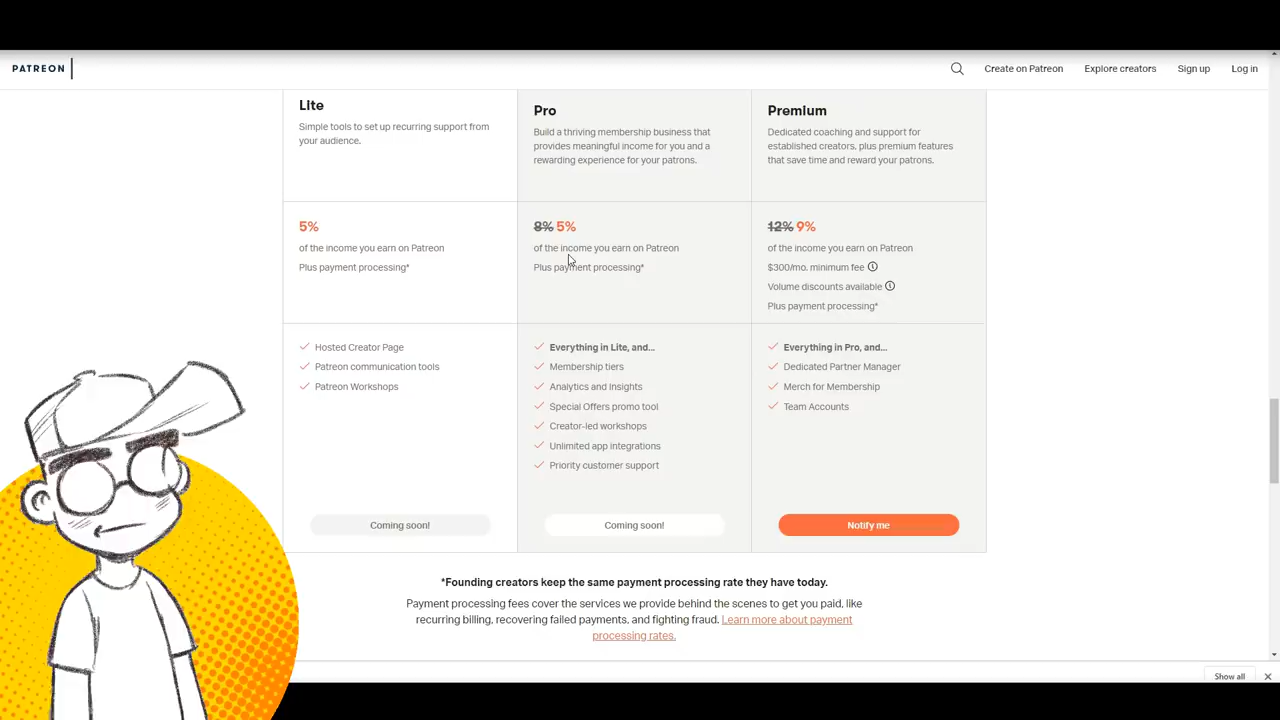 PATREON
Create on Patreon
Explore creators
Sign up
Log in
Lite
Simple tools to set up recurring support from
your audience.
5%
of the income you earn on Patreon
Plus payment processing*
Hosted Creator Page
Patreon communication tools
Patreon Workshops
Coming soon!
Pro
Build a thriving membership business that
provides meaningful income for you and a
rewarding experience for your patrons.
8% 5%
of the income you earn on Patreon
Plus payment processing*
Everything in Lite, and...
Membership tiers
Analytics and Insights
Special Offers promo tool
Creator-led workshops
Unlimited app integrations
Priority customer support
Coming soon!
Premium
Dedicated coaching and support for
established creators, plus premium features
that save time and reward your patrons.
12% 9%
of the income you earn on Patreon
$300/mo. minimum fee
Volume discounts available
Plus payment processing*
Everything in Pro, and...
Dedicated Partner Manager
Merch for Membership
Team Accounts
Notify me
*Founding creators keep the same payment processing rate they have today.
Payment processing fees cover the services we provide behind the scenes to get you paid, like
recurring billing, recovering failed payments, and fighting fraud. Learn more about payment
processing rates.
Show all